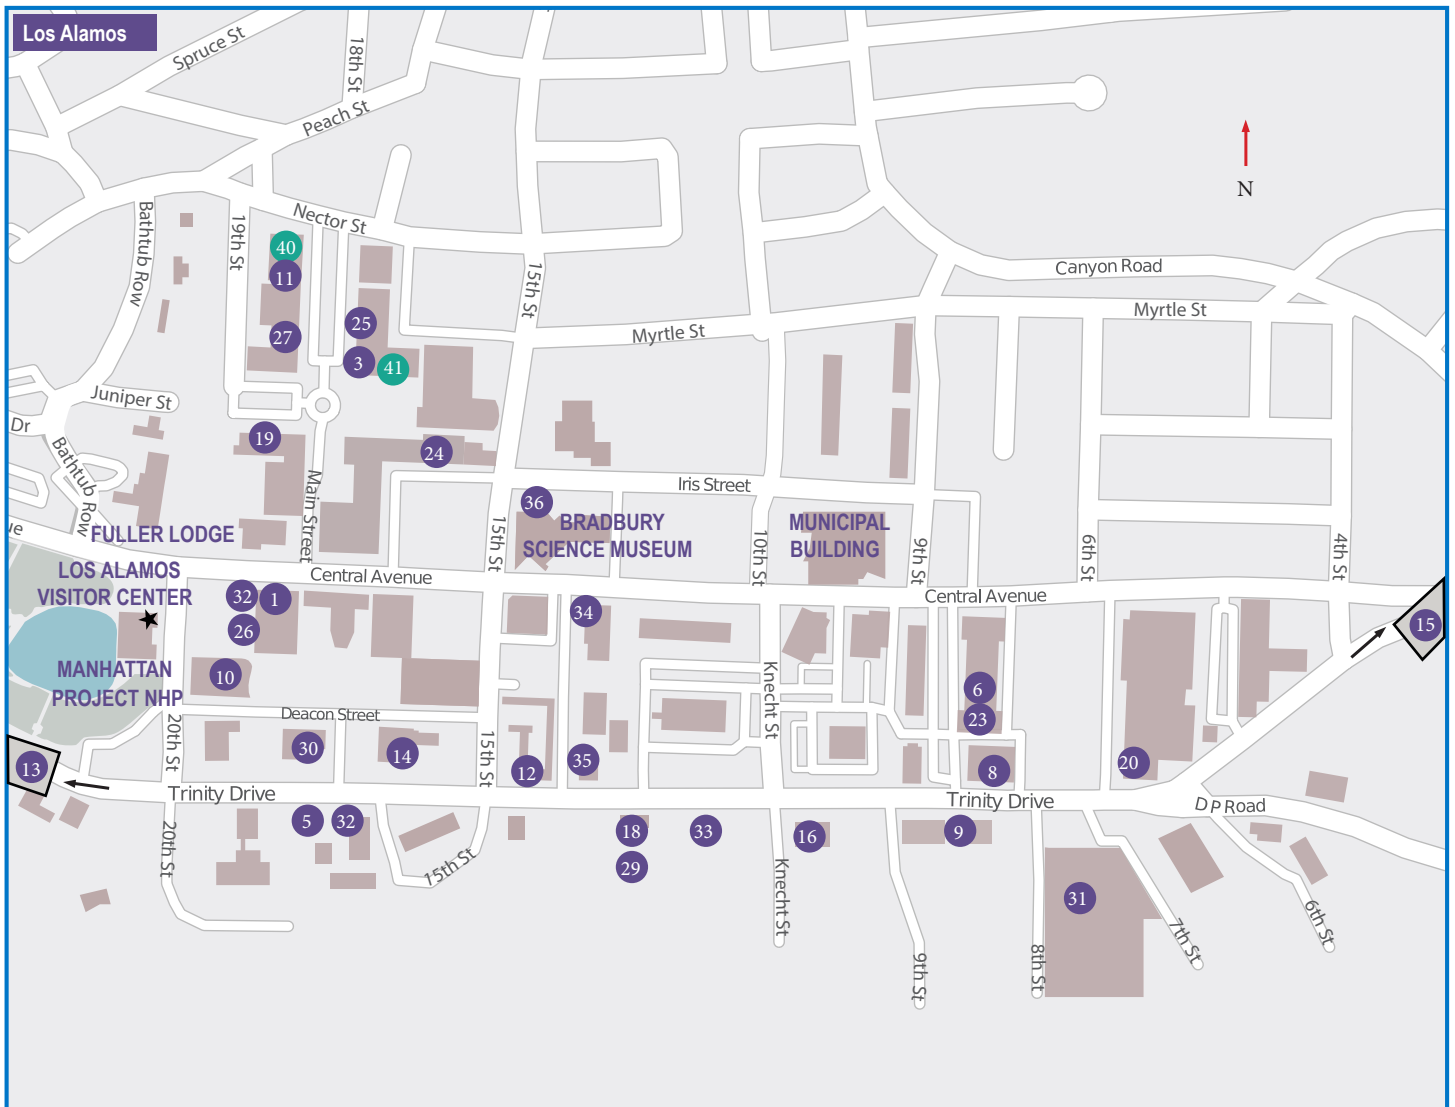 Los Alamos
Spruce St
18th St
Peach St
N
Bathtub Row
19th St
Nector St
40
11
27
25
3
41
15th St
Canyon Road
Myrtle St
Myrtle St
Juniper St
Dr
Bathtub Row
19
24
Main Street
Iris Street
36
15th St
BRADBURY
SCIENCE MUSEUM
10th St
MUNICIPAL
BUILDING
9th St
6th St
4th St
ue
FULLER LODGE
LOS ALAMOS
VISITOR CENTER
Central Avenue
Central Avenue
32
1
26
34
15
10
MANHATTAN
PROJECT NHP
Knecht St
6
23
Deacon Street
20th St
30
14
15th St
12
35
8
20
13
Trinity Drive
Trinity Drive
D P Road
5
32
18
33
16
9
29
20th St
15th St
Knecht St
31
9th St
8th St
7th St
6th St